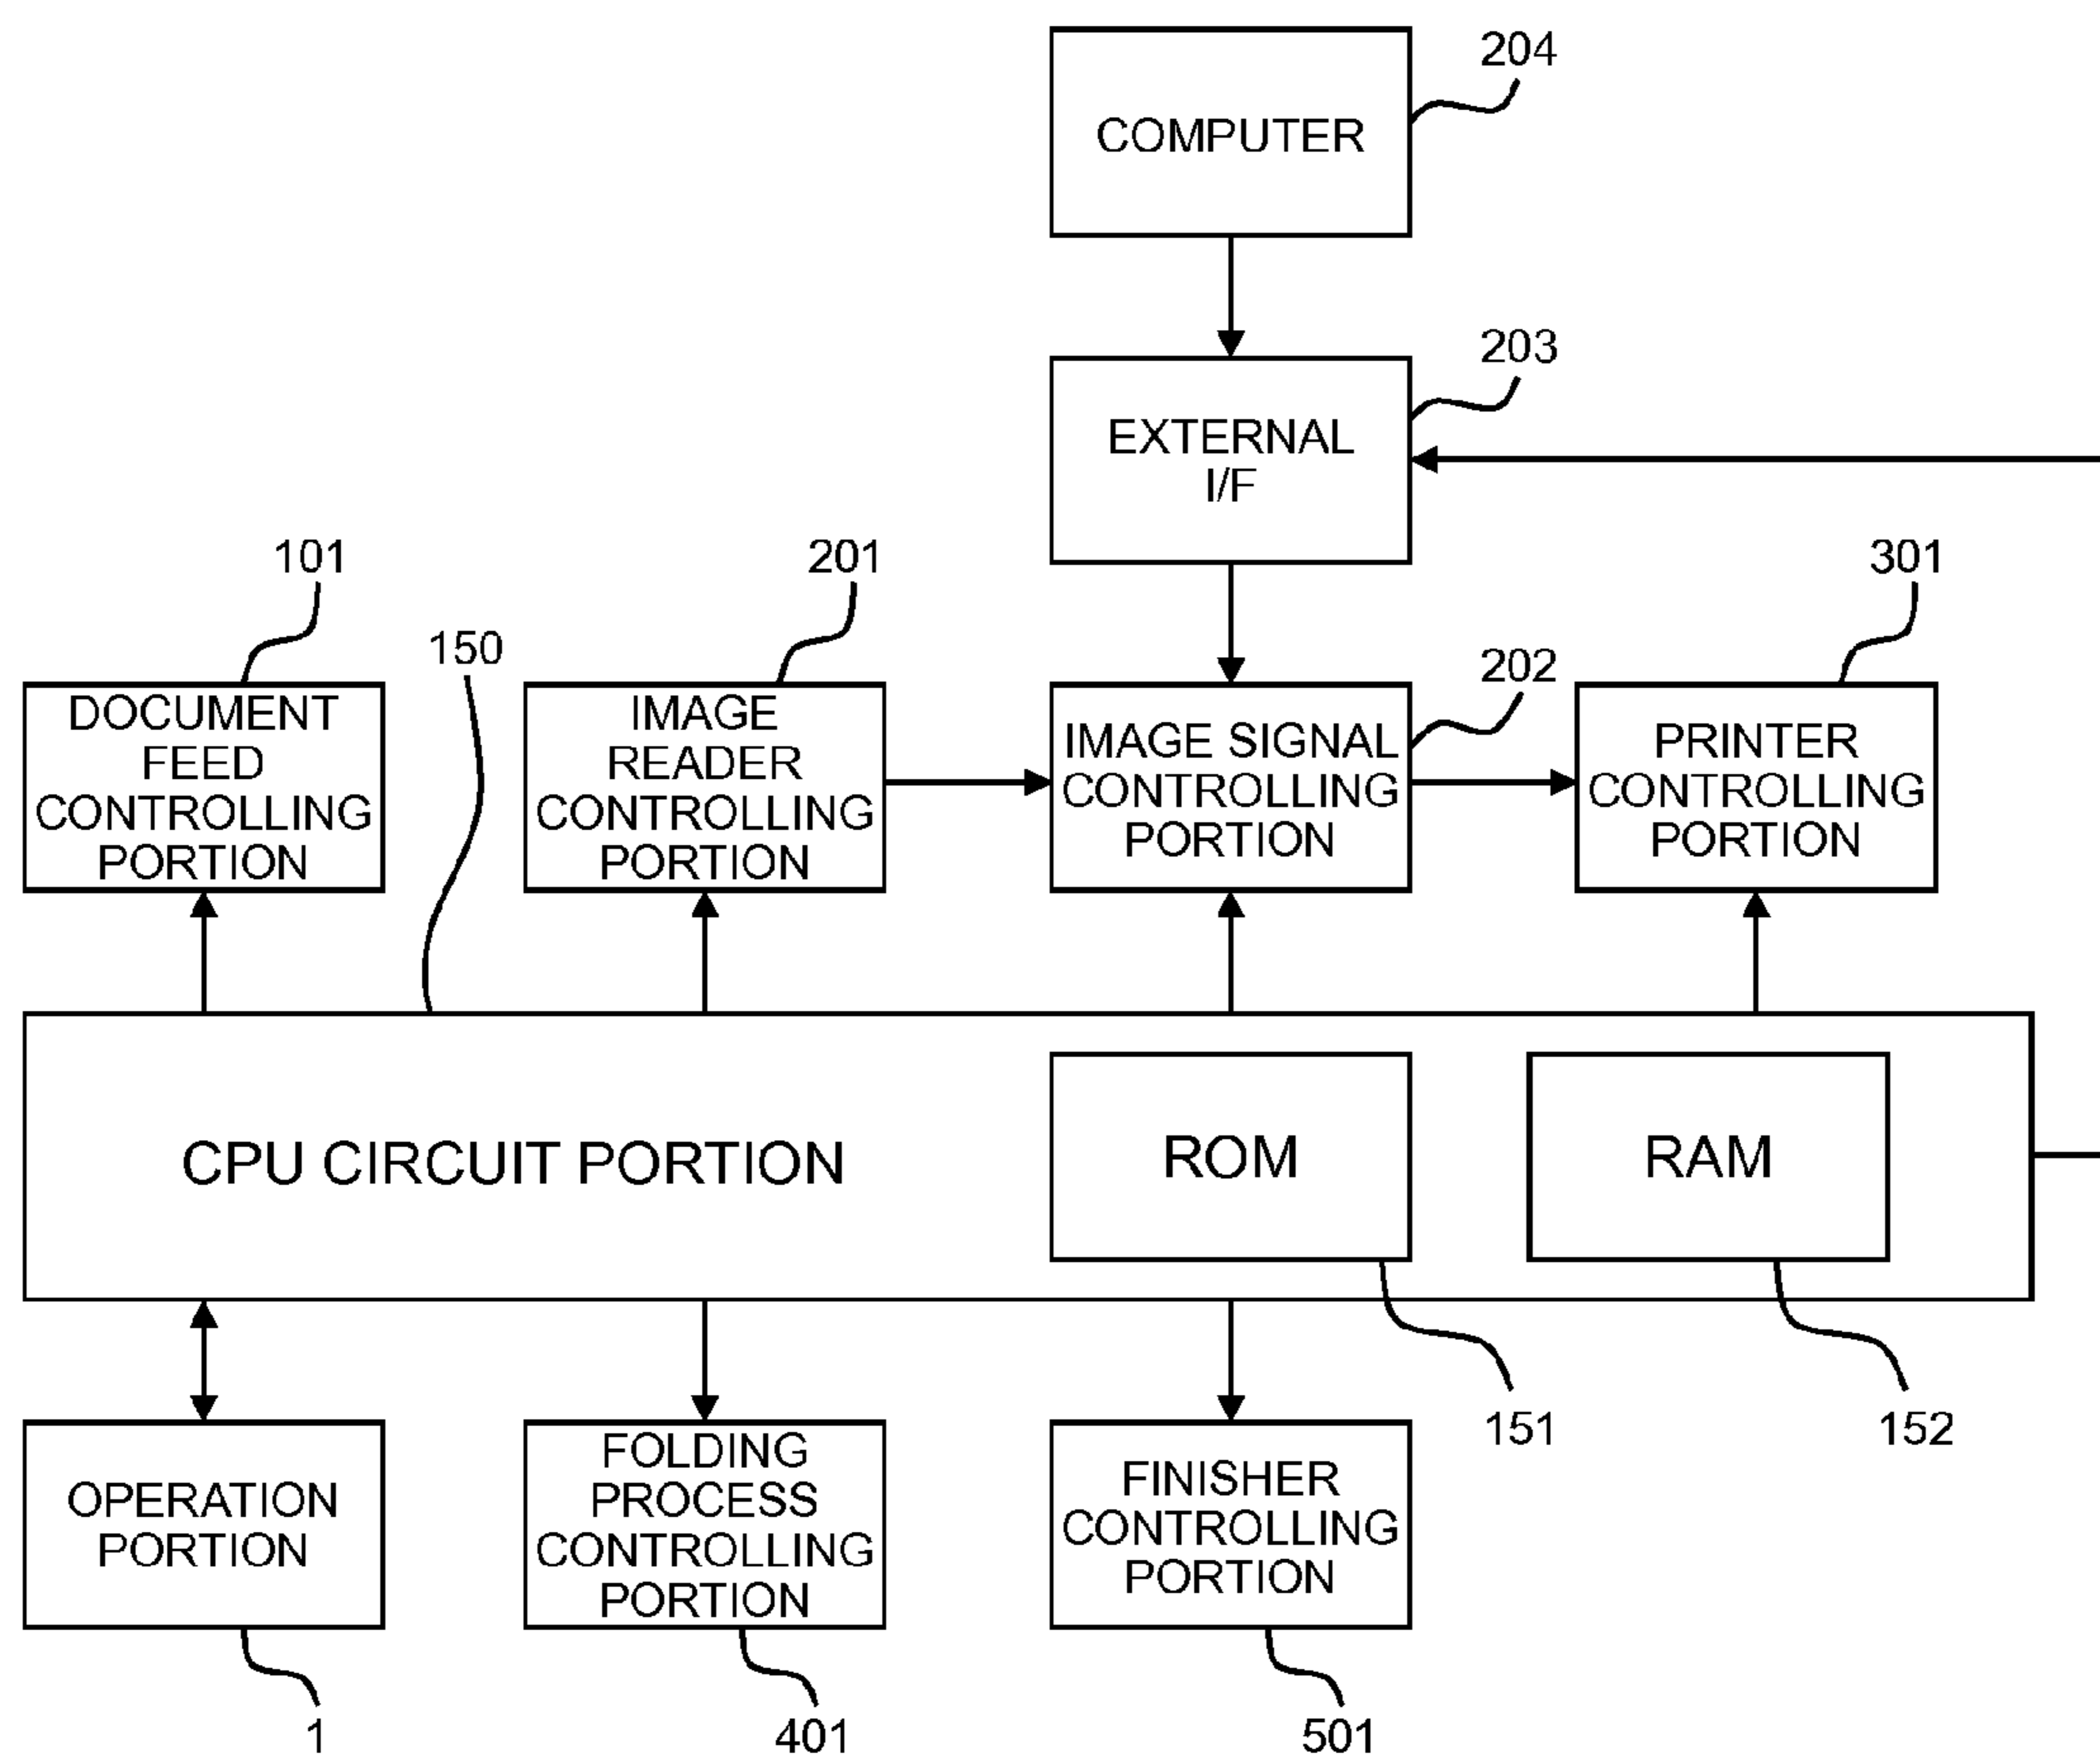 204
COMPUTER
203
EXTERNAL
I/F
101
201
301
150
202
DOCUMENT
FEED
CONTROLLING
PORTION
IMAGE
READER
CONTROLLING
PORTION
IMAGE SIGNAL
CONTROLLING
PORTION
PRINTER
CONTROLLING
PORTION
CPU CIRCUIT PORTION
ROM
RAM
151
152
OPERATION
PORTION
FOLDING
PROCESS
CONTROLLING
PORTION
FINISHER
CONTROLLING
PORTION
1
401
501